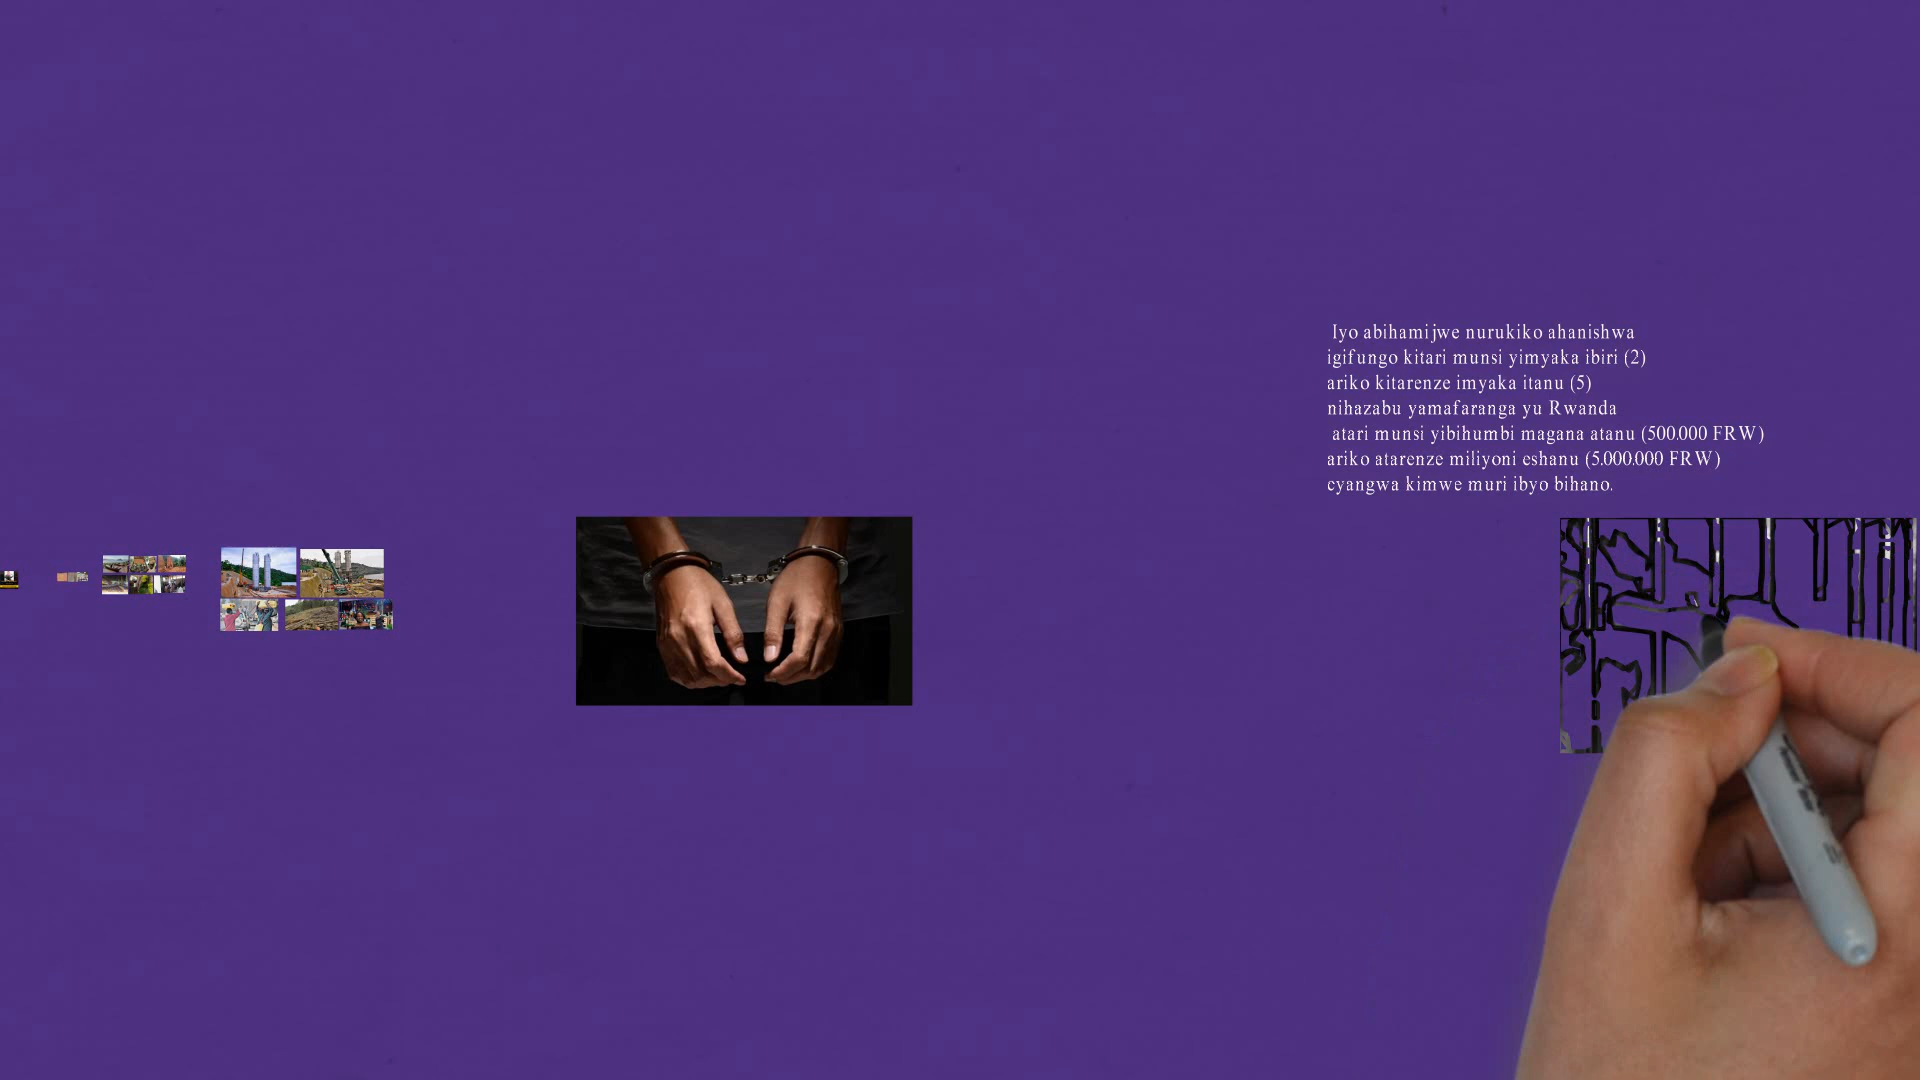 Iyo abihamijwe nurukiko ahanishwa
igifungo kitari munsi yimyaka ibiri (2)
ariko kitarenze imyaka itanu (5)
nihazabu yamafaranga yu Rwanda
atari munsi yibihumbi magana atanu (500.000 FRW)
ariko atarenze miliyoni eshanu (5.000.000 FRW)
cyangwa kimwe muri ibyo bihano.